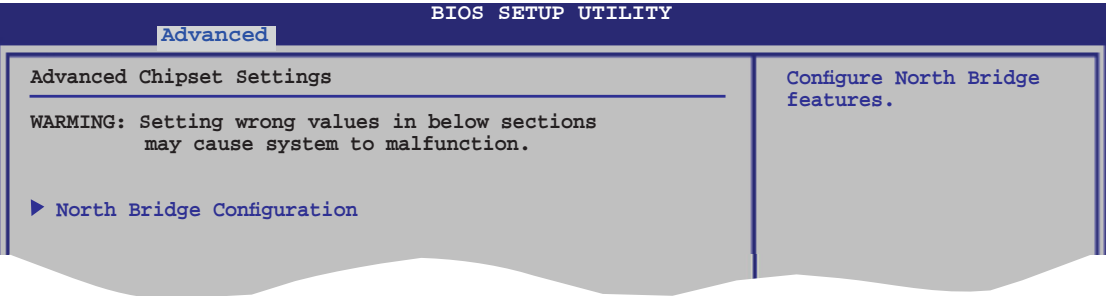 BIOS SETUP UTILITY
Advanced
Advanced Chipset Settings
WARMING: Setting wrong values in below sections
may cause system to malfunction.
North Bridge Configuration
Configure North Bridge
features.